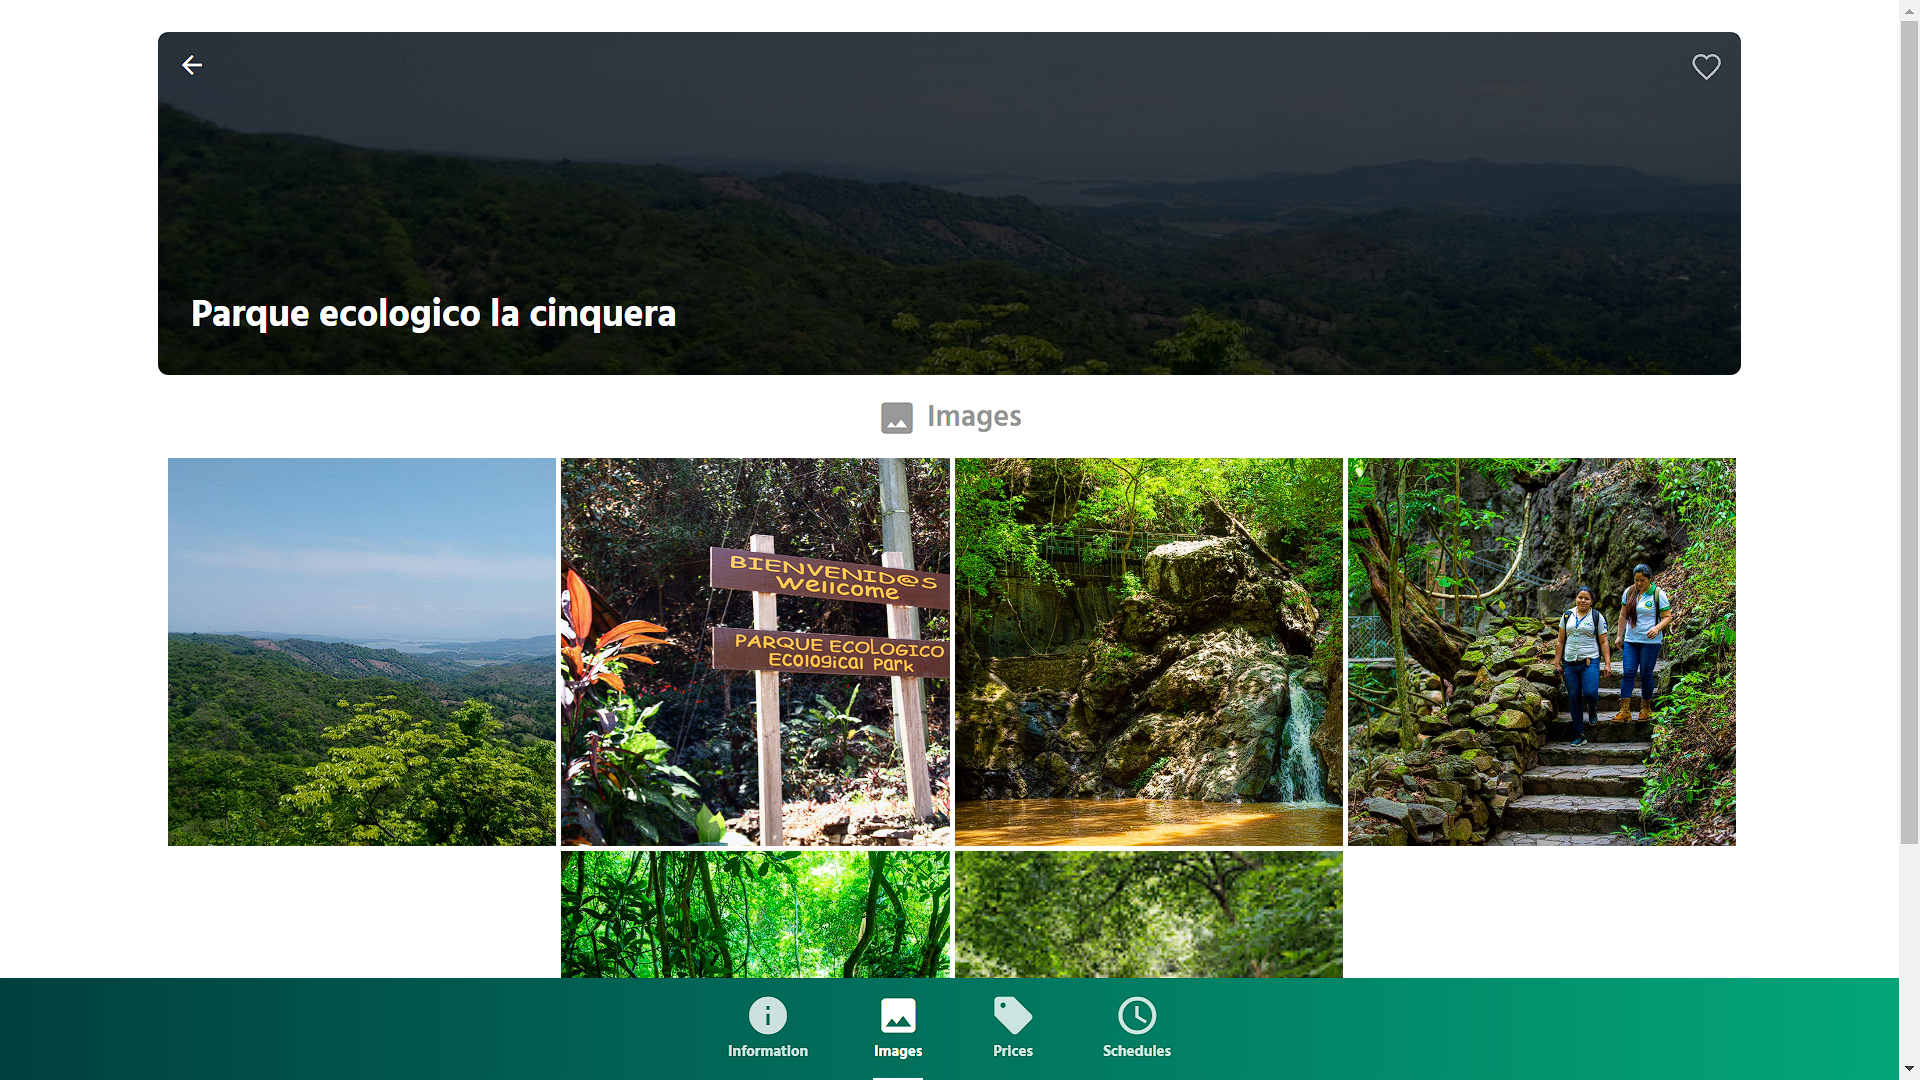 Parque ecologico la cinquera
Images
BIENVENID@S
Wellcome
PARQUE ECOLOGICO
Ecological Park
Information
Images
Prices
Schedules